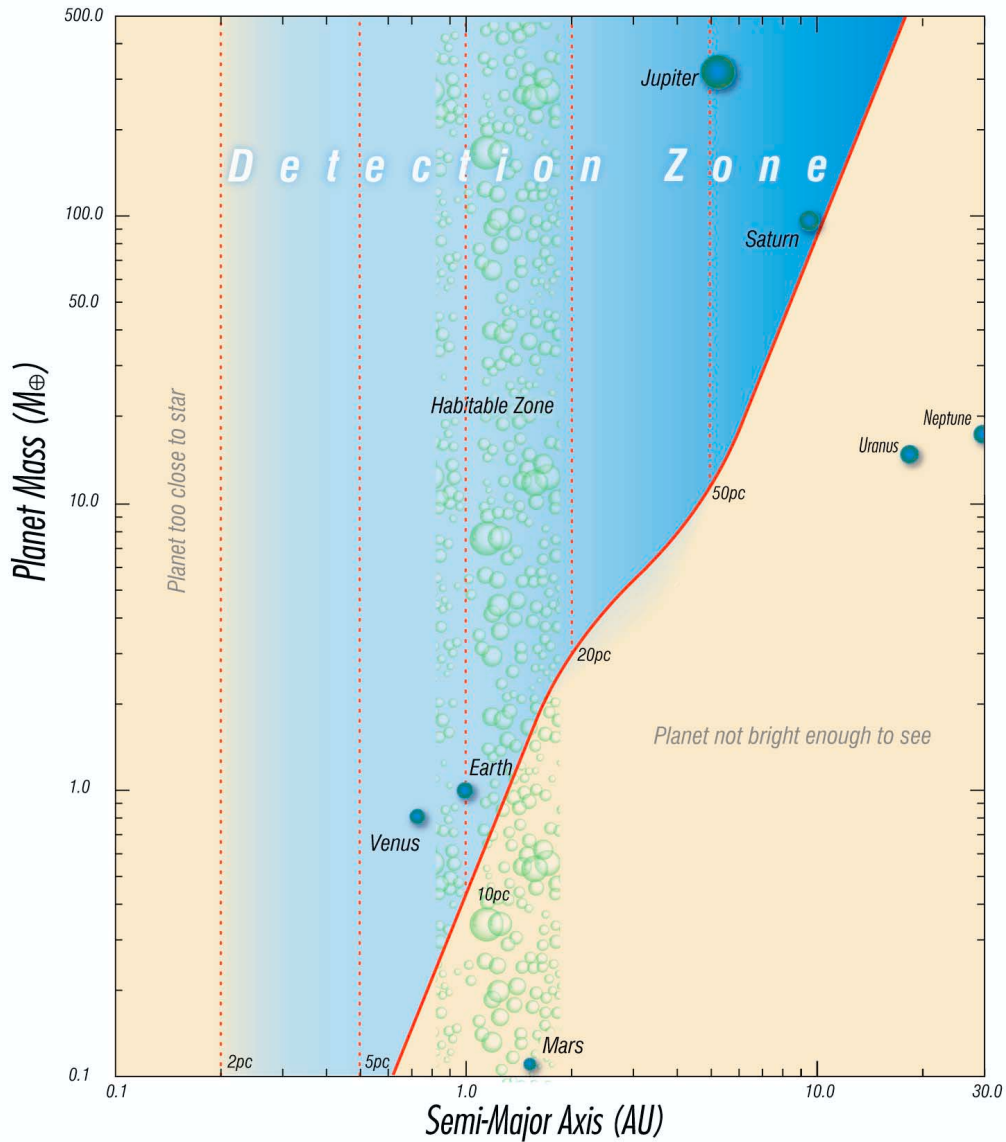 500.0
Jupiter
Detection Zone
100.0
Saturn
50.0
Planet Mass (M⊕)
Planet too close to star
Habitable Zone
Neptune
Uranus
10.0
50pc
20pc
Planet not bright enough to see
Earth
1.0
Venus
10pc
Mars
2pc
5pc
0.1
0.1
1.0
10.0
30.0
Semi-Major Axis (AU)